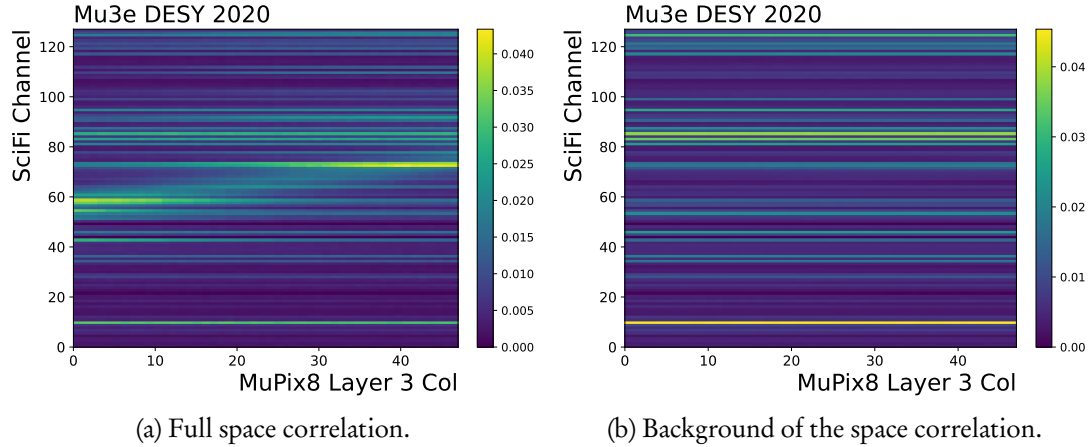 Mu3e DESY 2020
SciFi Channel
120
100
80
60
40
20
0
0 10 20 30 40
MuPix8 Layer 3 Col
0.040
0.035
0.030
0.025
0.020
0.015
0.010
0.005
0.000
(a) Full space correlation.
Mu3e DESY 2020
SciFi Channel
120
100
80
60
40
20
0
0 10 20 30 40
MuPix8 Layer 3 Col
0.04
0.03
0.02
0.01
0.00
(b) Background of the space correlation.